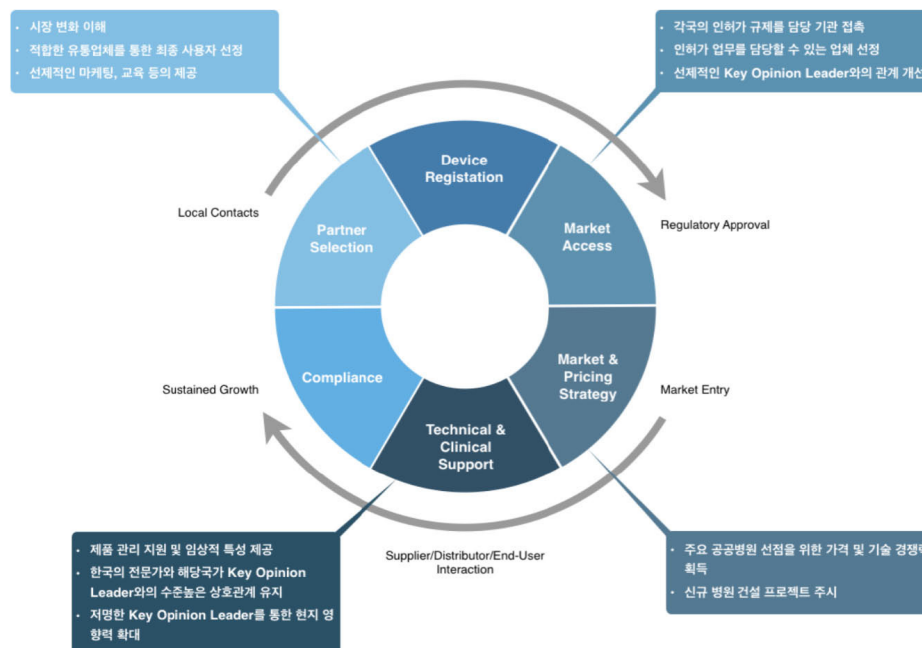 • 시장 변화 이해
• 적합한 유통업체를 통한 최종 사용자 선정
• 선제적인 마케팅, 교육 등의 제공
• 각국의 인허가 규제를 담당 기관 접촉
• 인허가 업무를 담당할 수 있는 업체 선정
• 선제적인 Key Opinion Leader와의 관계 개선
Device
Registation
Local Contacts
Partner
Selection
Market
Access
Regulatory Approval
Sustained Growth
Compliance
Market &
Pricing
Strategy
Market Entry
Technical &
Clinical
Support
• 제품 관리 지원 및 임상적 특성 제공
• 한국의 전문가와 해당국가 Key Opinion
Leader와의 수준높은 상호관계 유지
• 저명한 Key Opinion Leader를 통한 현지 영
향력 확대
Supplier/Distributor/End-User
Interaction
• 주요 공공병원 선점을 위한 가격 및 기술 경쟁력
획득
• 신규 병원 건설 프로젝트 주시